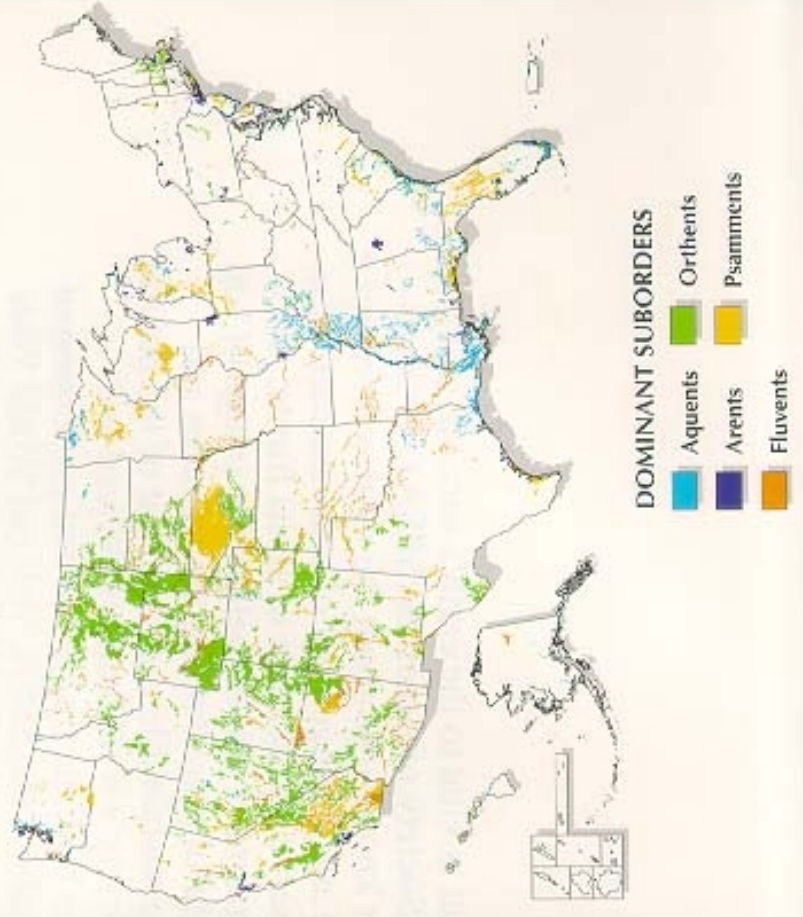 DOMINANT SUBORDERS
Aquents
Arents
Fluvents
Orthents
Psamments